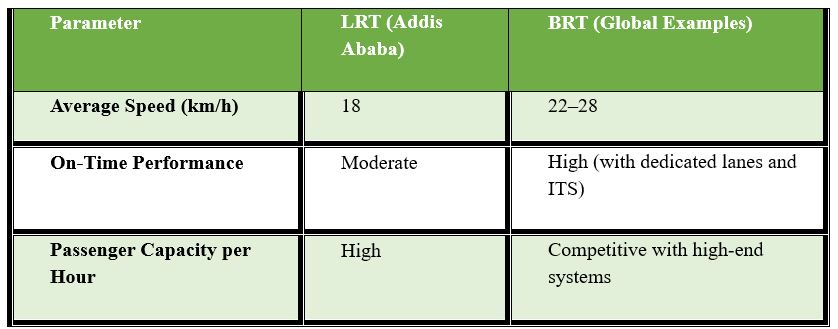 Parameter
LRT (Addis
Ababa)
BRT (Global Examples)
Average Speed (km/h)
18
22–28
On-Time Performance
Moderate
High (with dedicated lanes and
ITS)
Passenger Capacity per
Hour
High
Competitive with high-end
systems